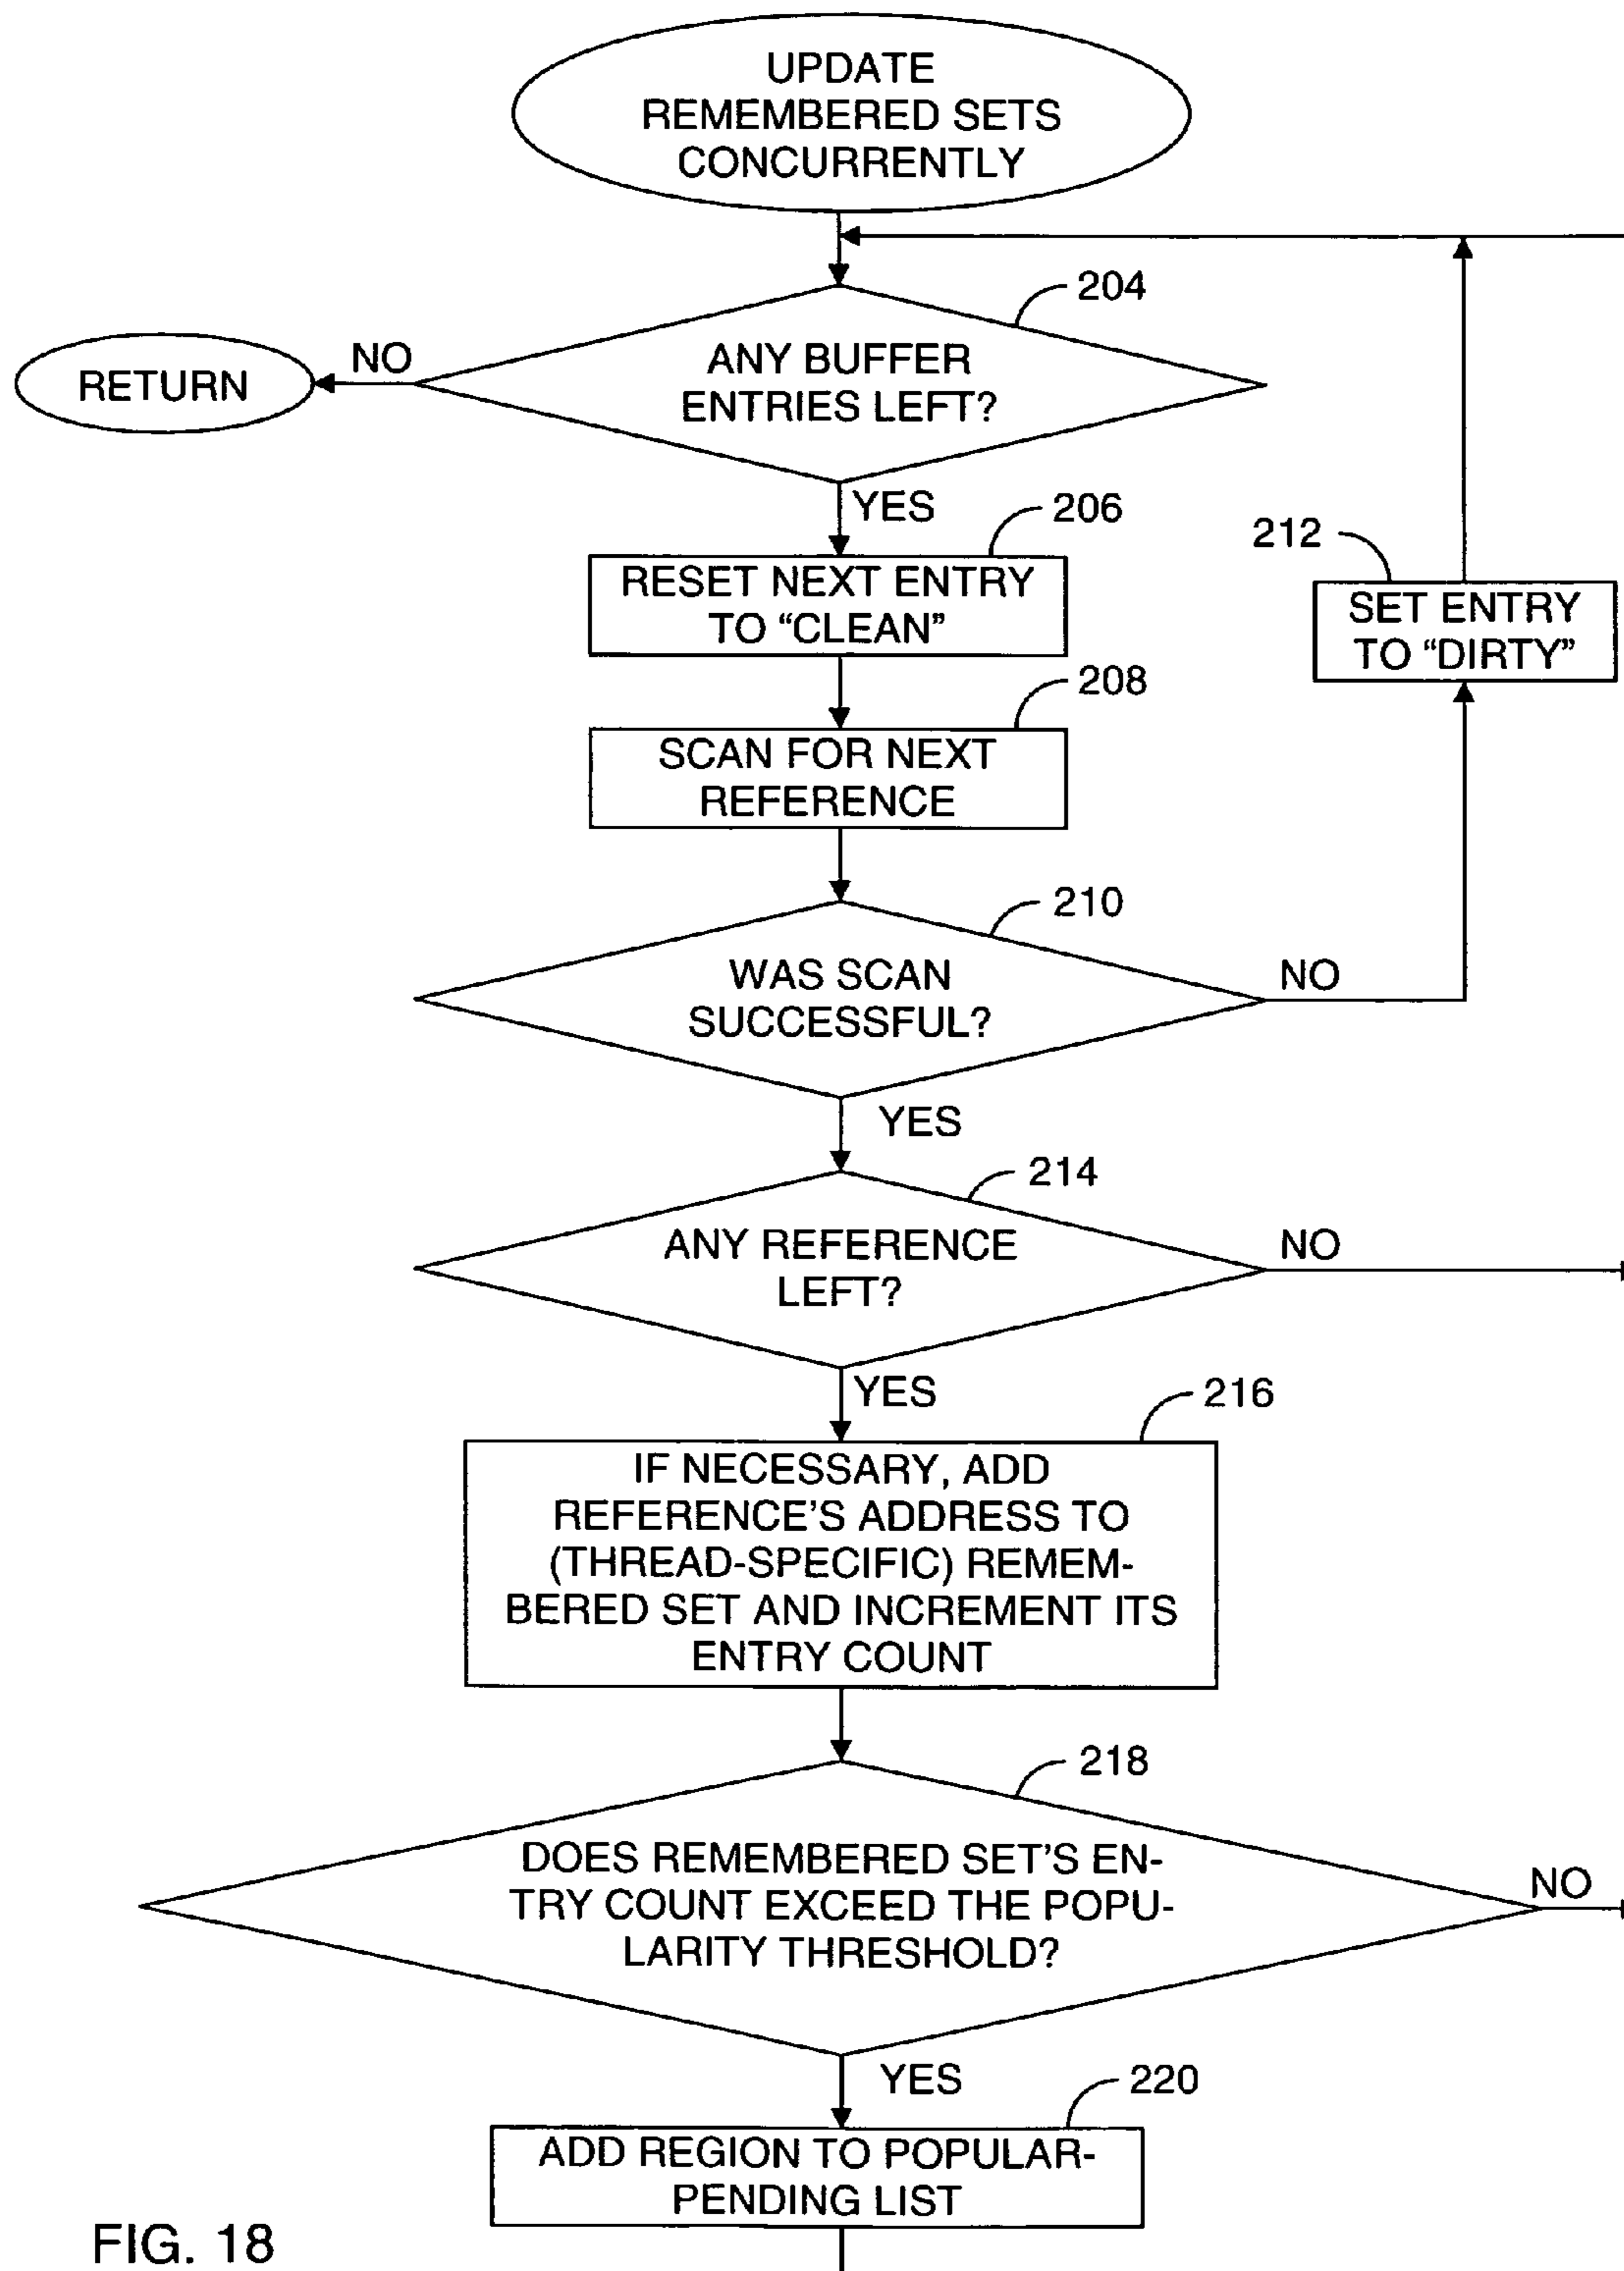 UPDATE
REMEMBERED SETS
CONCURRENTLY
204
NO
RETURN
ANY BUFFER
ENTRIES LEFT?
YES
206
212
RESET NEXT ENTRY
TO “CLEAN”
SET ENTRY
TO “DIRTY”
208
SCAN FOR NEXT
REFERENCE
210
WAS SCAN
SUCCESSFUL?
NO
YES
214
ANY REFERENCE
LEFT?
NO
YES
216
IF NECESSARY, ADD
REFERENCE'S ADDRESS TO
(THREAD-SPECIFIC) REMEM-
BERED SET AND INCREMENT ITS
ENTRY COUNT
218
DOES REMEMBERED SET'S EN-
TRY COUNT EXCEED THE POPU-
LARITY THRESHOLD?
NO
YES
220
ADD REGION TO POPULAR-
PENDING LIST
FIG. 18